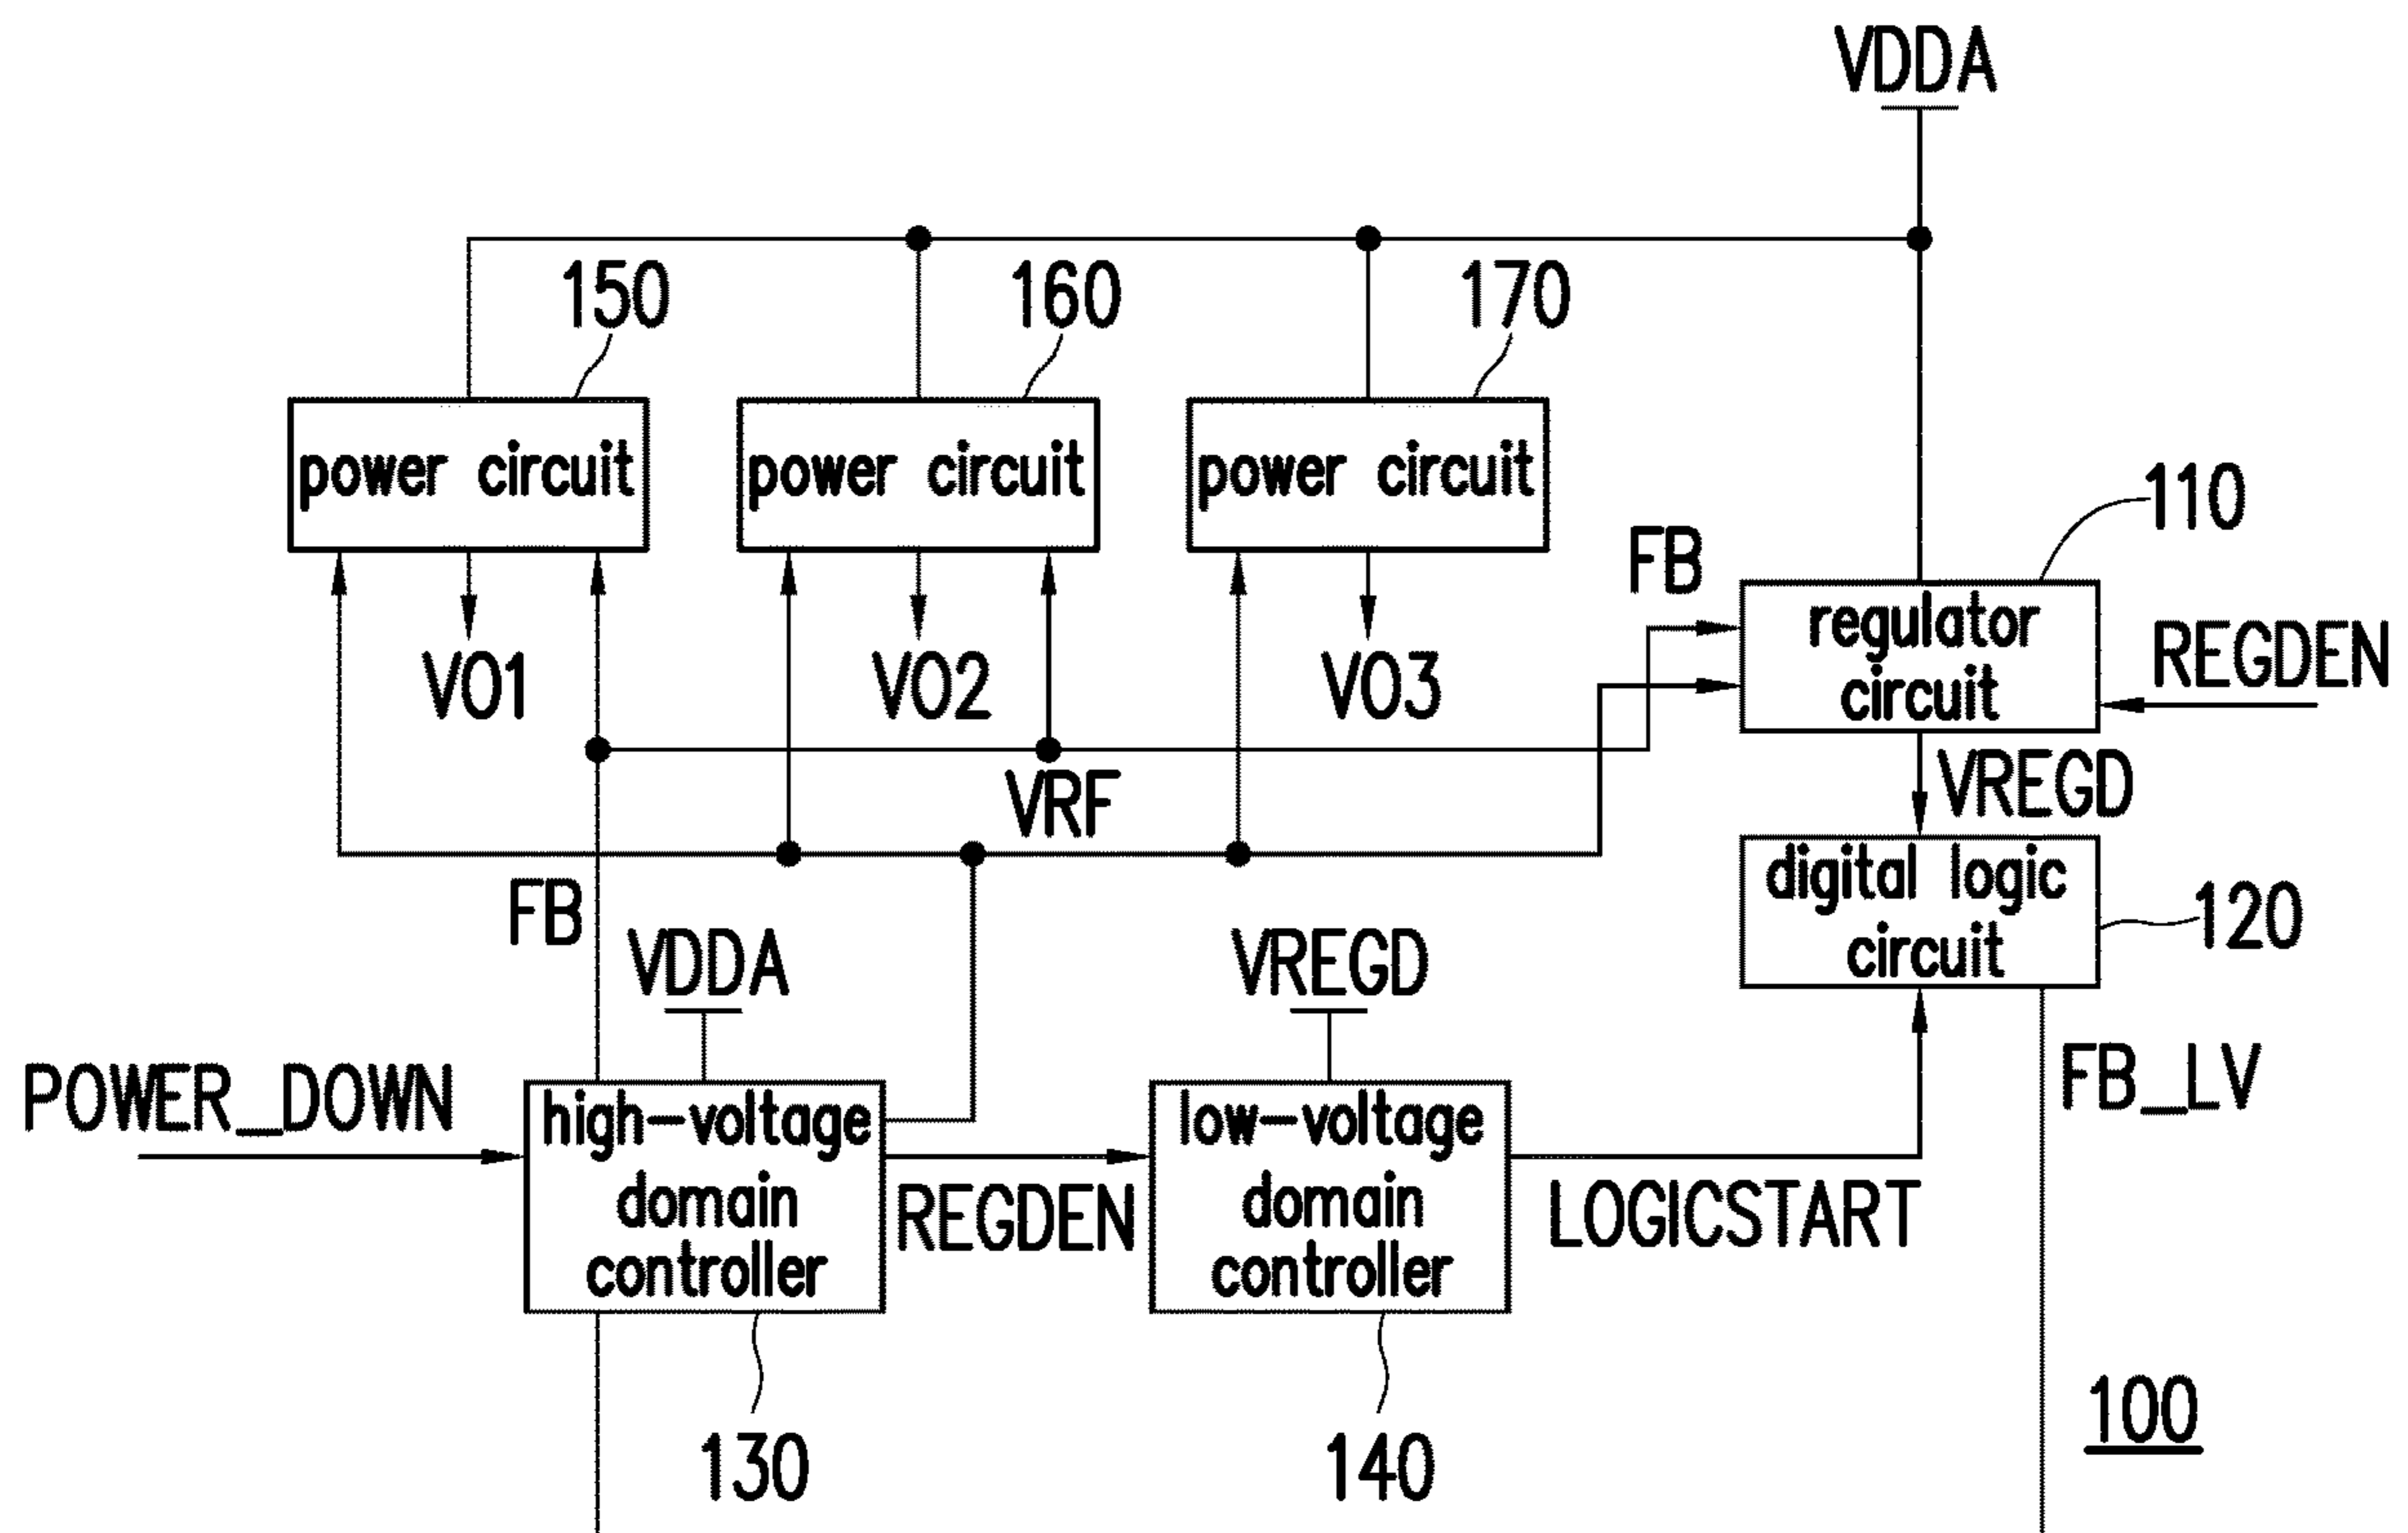 VDDA
150
160
170
power circuit
power circuit
power circuit
110
FB
regulator
circuit
REGDEN
VO1
VO2
VO3
VREGD
VRF
digital logic
circuit
120
FB
VDDA
VREGD
POWER_DOWN
high-voltage
domain
controller
REGDEN
low-voltage
domain
controller
LOGICSTART
FB_LV
130
140
100